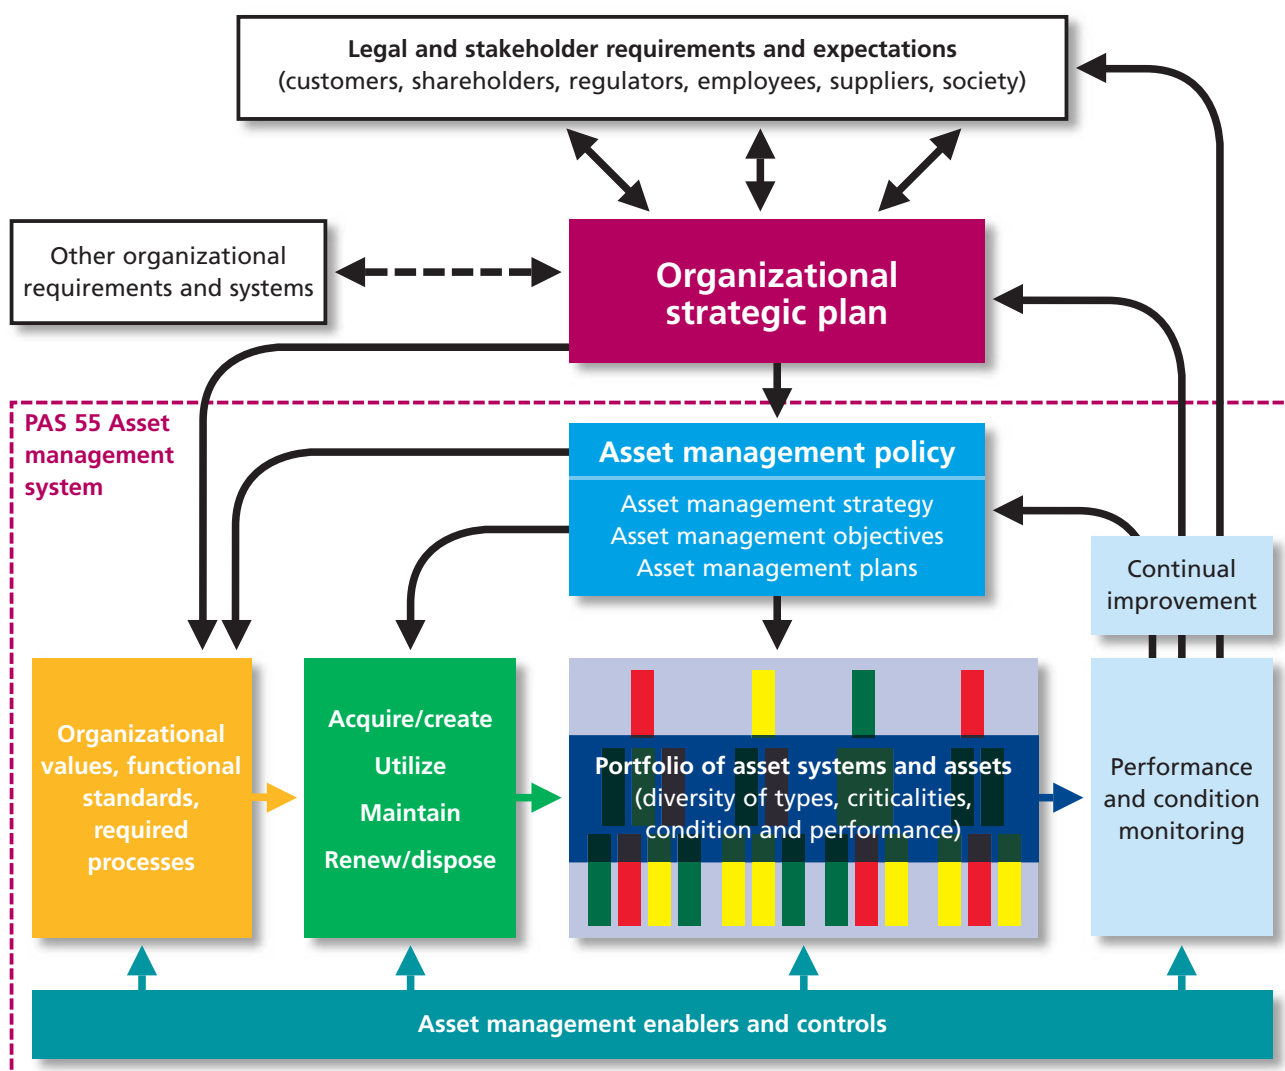 Legal and stakeholder requirements and expectations
(customers, shareholders, regulators, employees, suppliers, society)
Other organizational
requirements and systems
Organizational
strategic plan
PAS 55 Asset
management
system
Asset management policy
Asset management strategy
Asset management objectives
Asset management plans
Continual
improvement
Organizational
values, functional
standards,
required
processes
Acquire/create
Utilize
Maintain
Renew/dispose
Portfolio of asset systems and assets
(diversity of types, criticalities,
condition and performance)
Performance
and condition
monitoring
Asset management enablers and controls